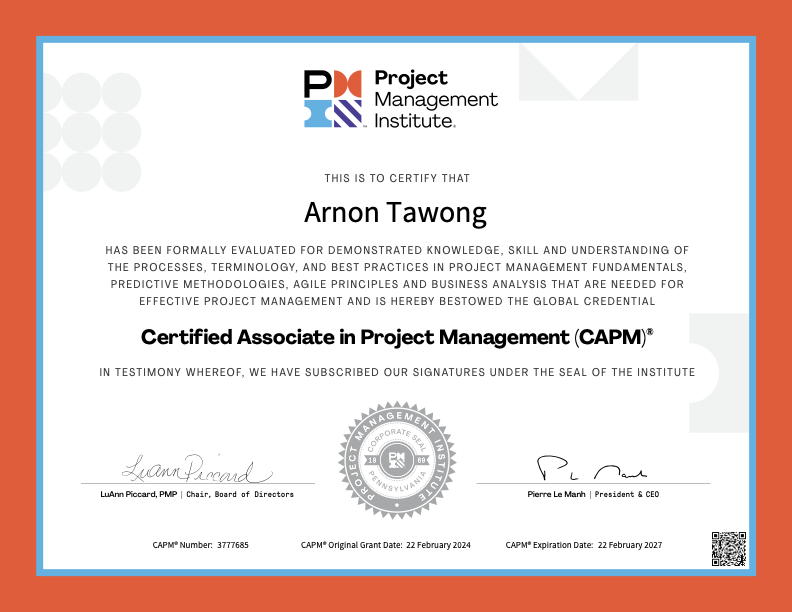 PM
Project
Management
Institute.
THIS IS TO CERTIFY THAT
Arnon Tawong
HAS BEEN FORMALLY EVALUATED FOR DEMONSTRATED KNOWLEDGE, SKILL AND UNDERSTANDING OF
THE PROCESSES, TERMINOLOGY, AND BEST PRACTICES IN PROJECT MANAGEMENT FUNDAMENTALS,
PREDICTIVE METHODOLOGIES, AGILE PRINCIPLES AND BUSINESS ANALYSIS THAT ARE NEEDED FOR
EFFECTIVE PROJECT MANAGEMENT AND IS HEREBY BESTOWED THE GLOBAL CREDENTIAL
Certified Associate in Project Management (CAPM)®
IN TESTIMONY WHEREOF, WE HAVE SUBSCRIBED OUR SIGNATURES UNDER THE SEAL OF THE INSTITUTE
PROJECT MANAGEMENT INSTITUTE
CORPORATE SEAL
19 69
PENNSYLVANIA
LuAnn Piccard
LuAnn Piccard, PMP | Chair, Board of Directors
Pierre Le Manh | President & CEO
CAPM® Number: 3777685 CAPM® Original Grant Date: 22 February 2024 CAPM® Expiration Date: 22 February 2027